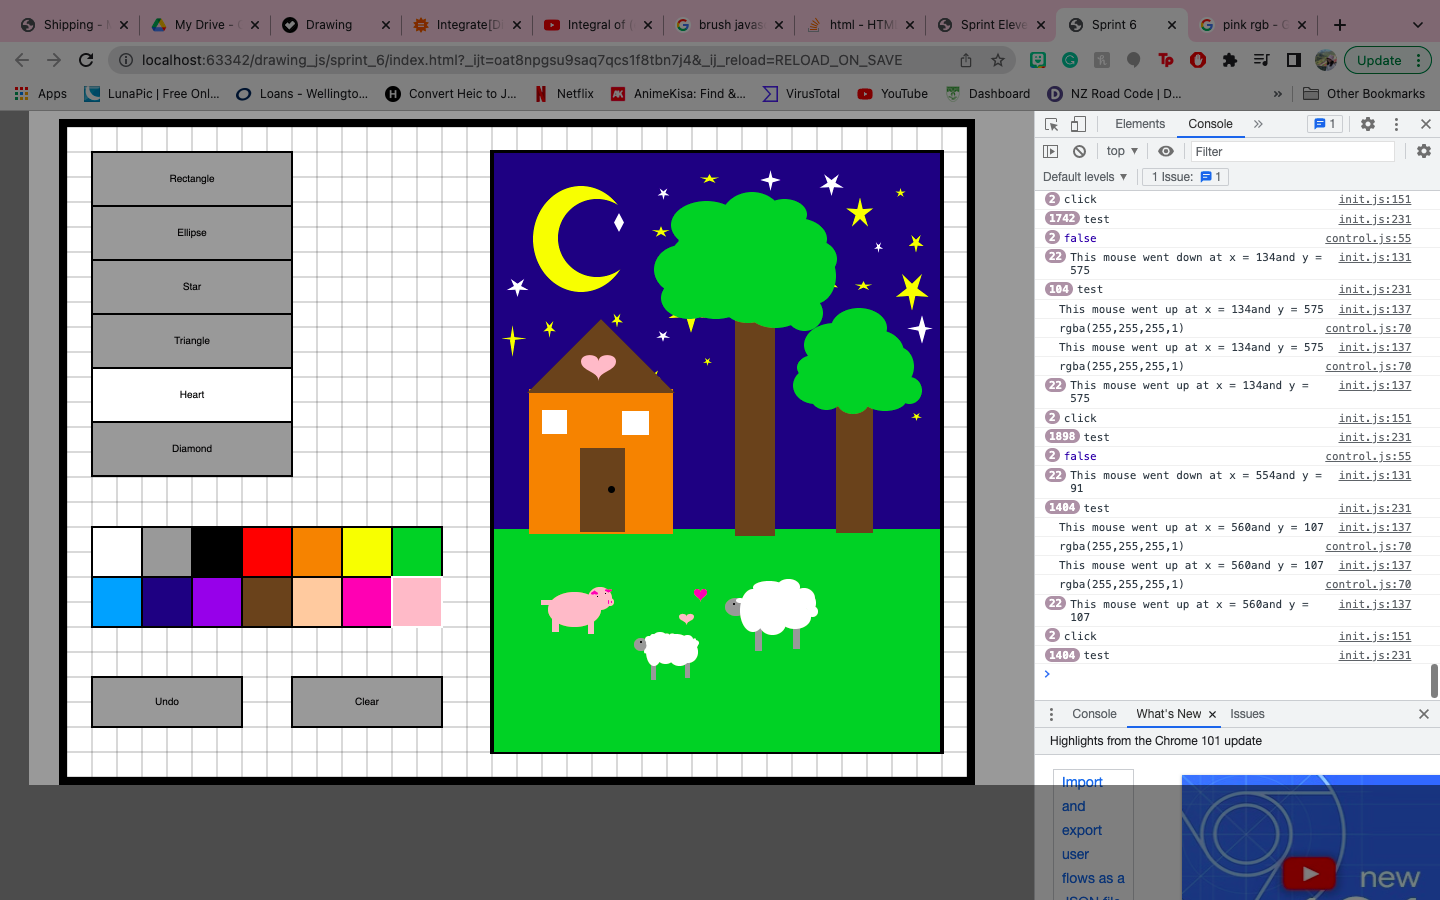 Shipping -
My Drive -
Drawing
Integrate[D
Integral of
brush javas
html - HTM
Sprint Eleve
Sprint 6
pink rgb - G
localhost:63342/drawing_js/sprint_6/index.html?_ijt=oat8npgsu9saq7qcs1f8tbn7j4&_ij_reload=RELOAD_ON_SAVE
Update
Apps
LunaPic | Free Onl...
Loans - Wellingto...
Convert Heic to J...
Netflix
AnimeKisa: Find &...
VirusTotal
YouTube
Dashboard
NZ Road Code | D...
»
Other Bookmarks
Rectangle
Ellipse
Star
Triangle
Heart
Diamond
Undo
Clear
Elements
Console
»
1
top
Filter
Default levels
1 Issue: 1
2 click init.js:151
1742 test init.js:231
2 false control.js:55
22 This mouse went down at x = 134and y = init.js:131
575
104 test init.js:231
This mouse went up at x = 134and y = 575 init.js:137
rgba(255,255,255,1) control.js:70
This mouse went up at x = 134and y = 575 init.js:137
rgba(255,255,255,1) control.js:70
22 This mouse went up at x = 134and y = init.js:137
575
2 click init.js:151
1898 test init.js:231
2 false control.js:55
22 This mouse went down at x = 554and y = init.js:131
91
1404 test init.js:231
This mouse went up at x = 560and y = 107 init.js:137
rgba(255,255,255,1) control.js:70
This mouse went up at x = 560and y = 107 init.js:137
rgba(255,255,255,1) control.js:70
22 This mouse went up at x = 560and y = init.js:137
107
2 click init.js:151
1404 test init.js:231
Console
What's New
Issues
Highlights from the Chrome 101 update
Import
and
export
user
flows as a
new